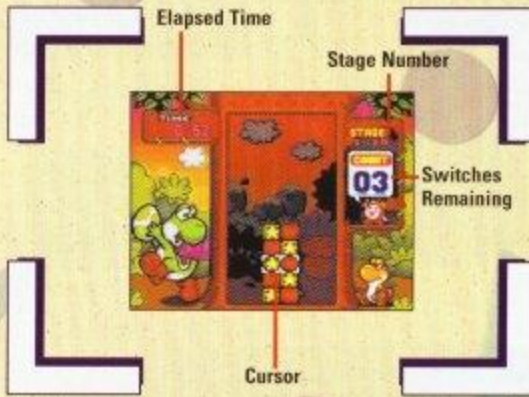 Elapsed Time
Stage Number
TIME
STAGE
COUNT
03
Switches
Remaining
Cursor